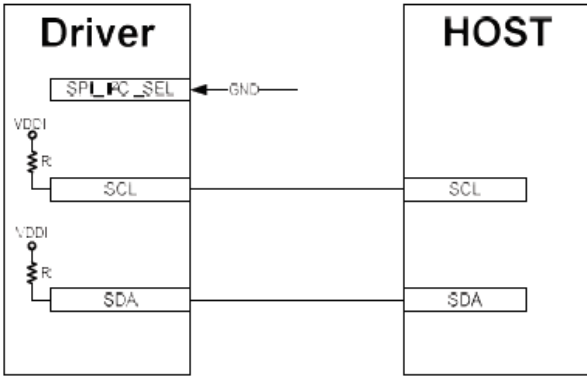 Driver
HOST
SPI_I²C_SEL
GND
VDDI
R
SCL
SCL
VDDI
R
SDA
SDA